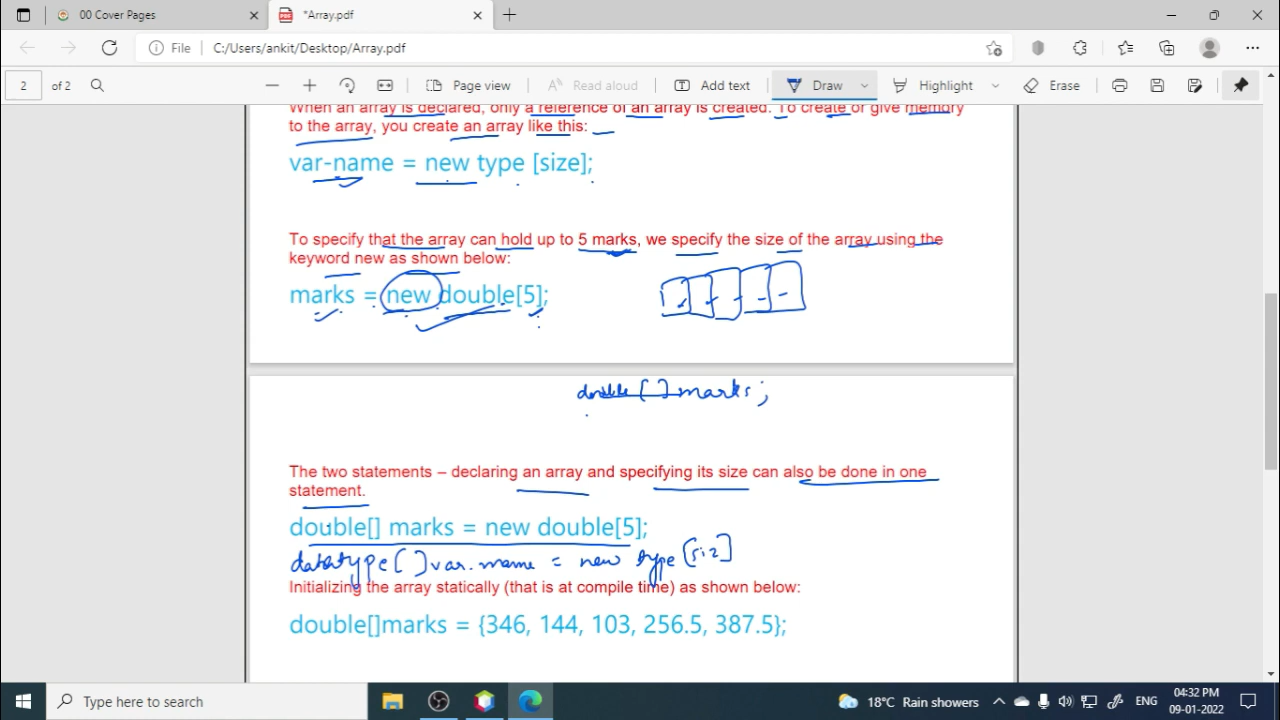 00 Cover Pages
*Array.pdf
File
C:/Users/ankit/Desktop/Array.pdf
2 of 2
Page view
Read aloud
Add text
Draw
Highlight
Erase
When an array is declared, only a reference of an array is created. To create or give memory
to the array, you create an array like this:
var-name = new type [size];
To specify that the array can hold up to 5 marks, we specify the size of the array using the
keyword new as shown below:
marks = new double[5];
double [ ] marks;
The two statements – declaring an array and specifying its size can also be done in one
statement.
double[] marks = new double[5];
datatype [ ] var.name = new type [siz]
Initializing the array statically (that is at compile time) as shown below:
double[]marks = {346, 144, 103, 256.5, 387.5};
Type here to search
18°C Rain showers
ENG
04:32 PM
09-01-2022